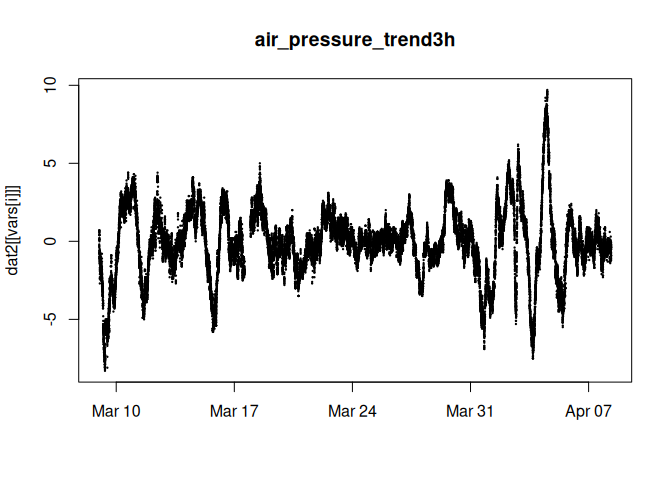 air_pressure_trend3h
dat2[[vars[i]]]
10
5
0
-5
Mar 10
Mar 17
Mar 24
Mar 31
Apr 07